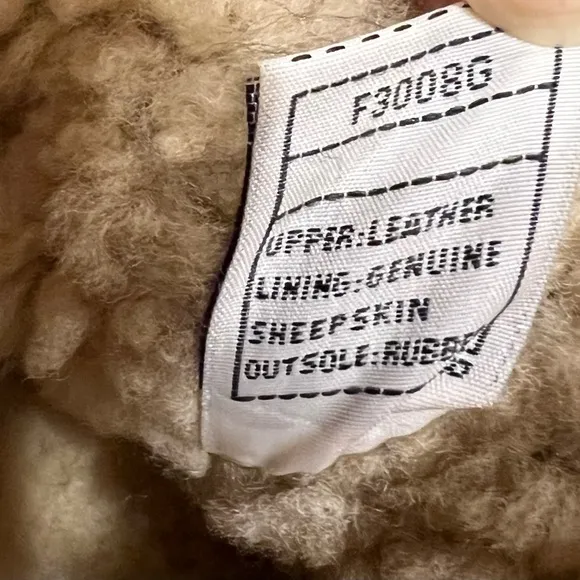 F3008G
UPPER:LEATHER
LINING:GENUINE
SHEEPSKIN
OUTSOLE:RUBBER